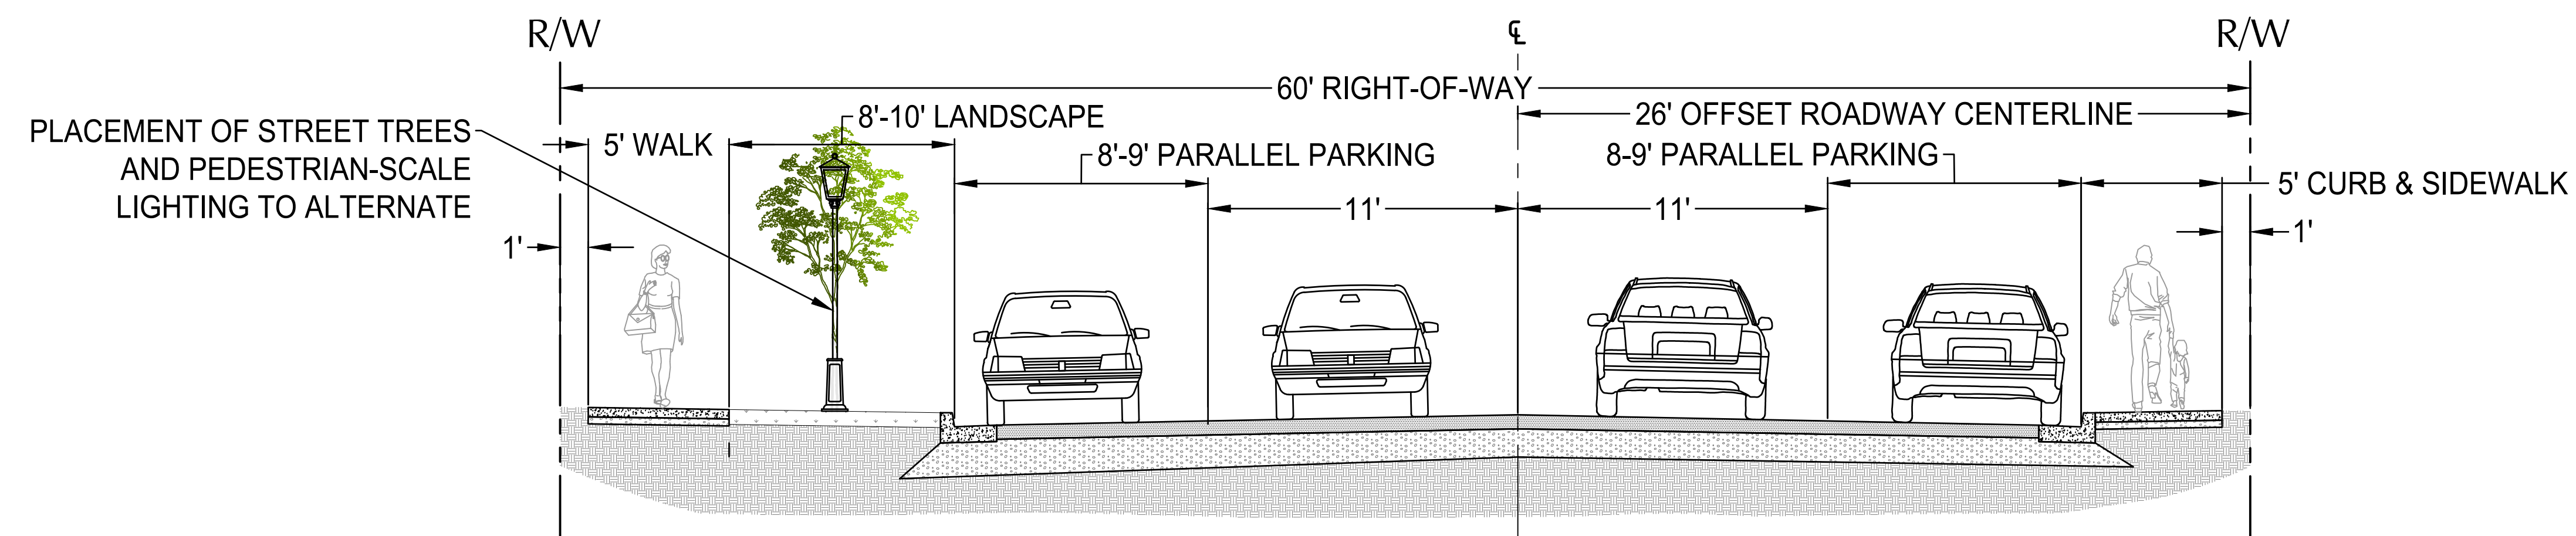 R/W
℄
R/W
60' RIGHT-OF-WAY
26' OFFSET ROADWAY CENTERLINE
PLACEMENT OF STREET TREES
AND PEDESTRIAN-SCALE
LIGHTING TO ALTERNATE
5' WALK
8'-10' LANDSCAPE
8'-9' PARALLEL PARKING
8-9' PARALLEL PARKING
5' CURB & SIDEWALK
1'
11'
11'
1'